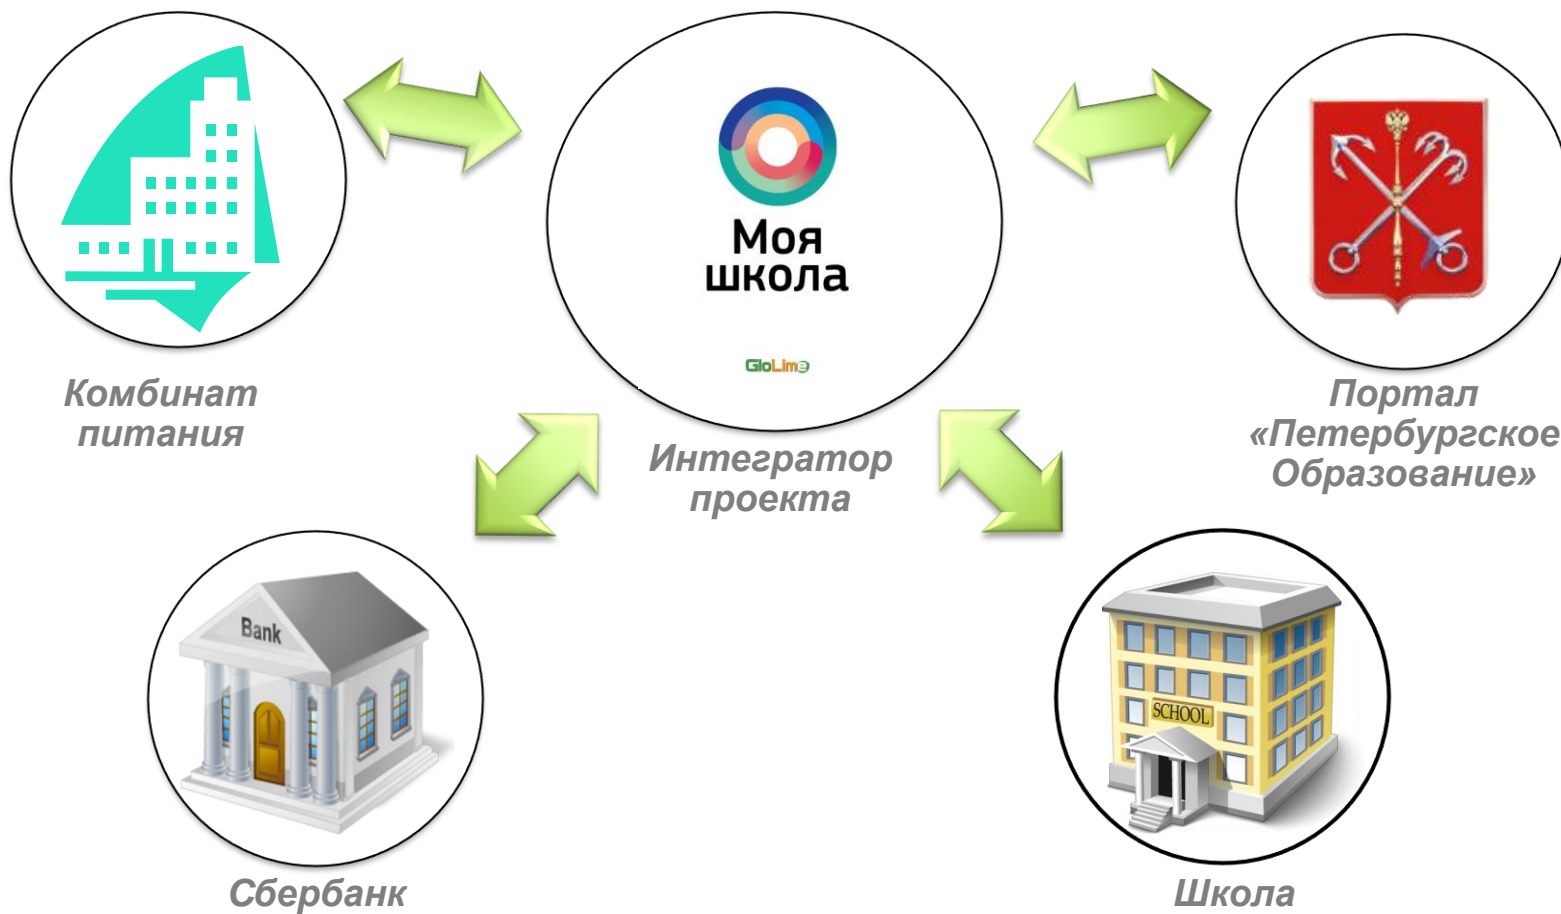 Моя
школа
GloLime
Комбинат
питания
Интегратор
проекта
Портал
«Петербургское
Образование»
Bank
SCHOOL
Сбербанк
Школа